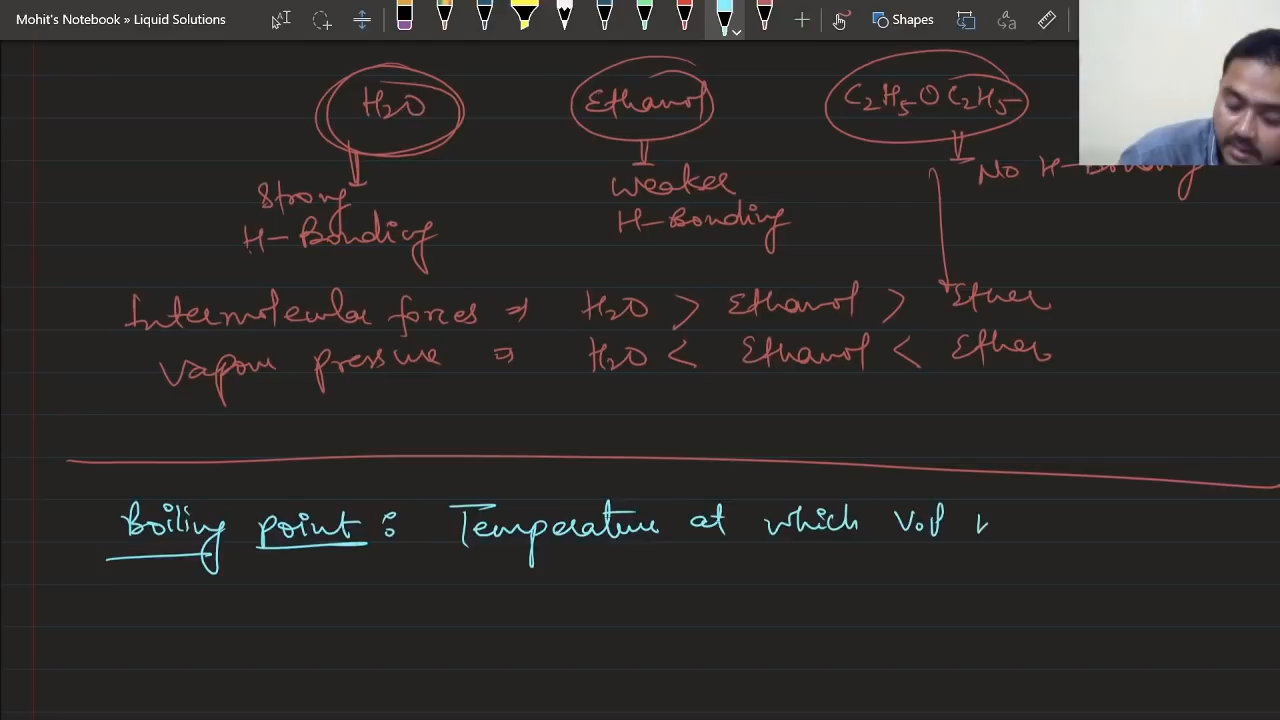 Mohit's Notebook » Liquid Solutions
Shapes
H2O Ethanol C2H5OC2H5
Strong Weaker No H-Bonding
H-Bonding H-Bonding
Intermolecular forces ⇒ H2O > Ethanol > Ether
Vapour pressure ⇒ H2O < Ethanol < Ether
Boiling point : Temperature at which V.P